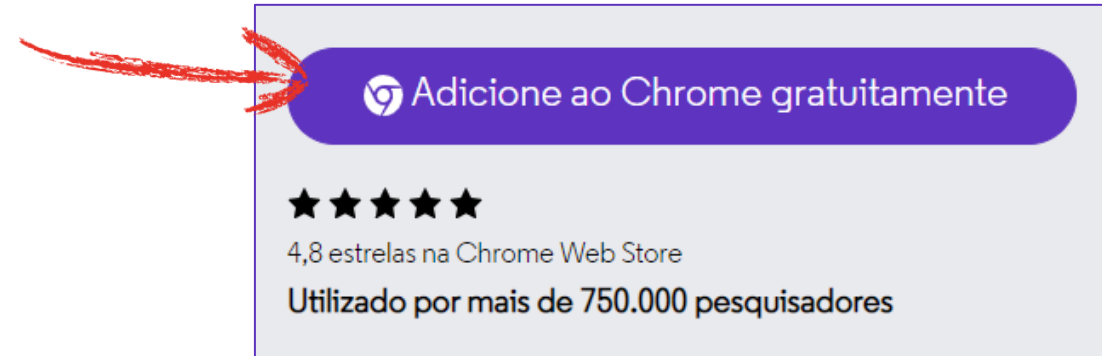 Adicione ao Chrome gratuitamente
4,8 estrelas na Chrome Web Store
Utilizado por mais de 750.000 pesquisadores